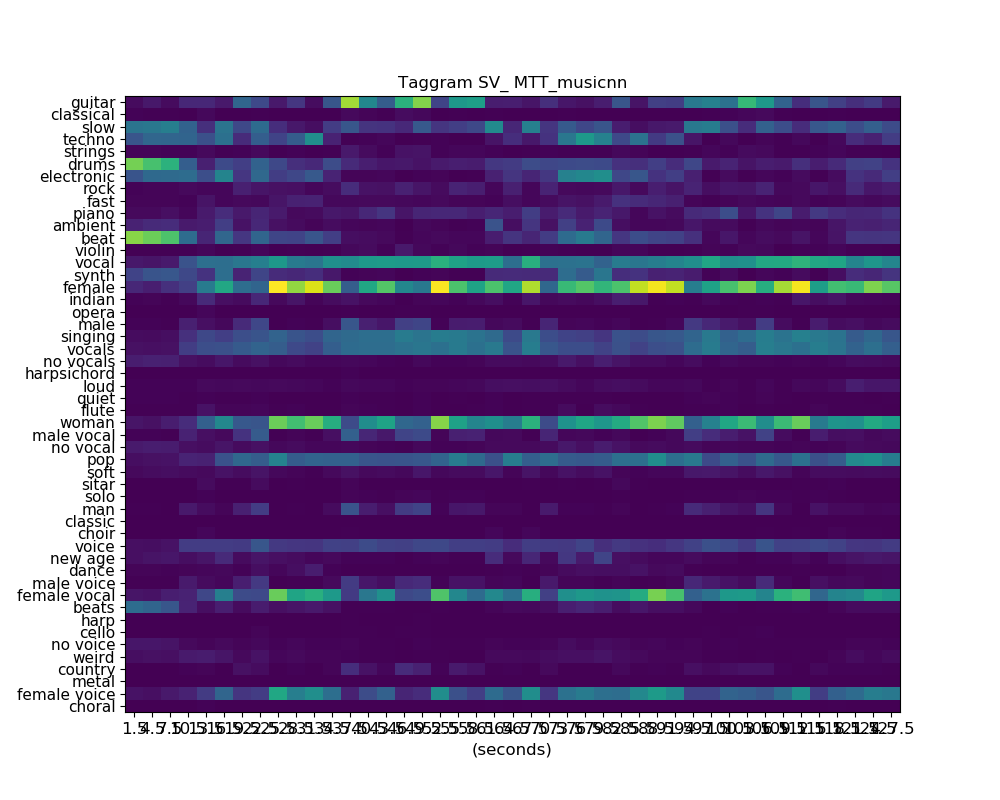 Taggram SV_ MTT_musicnn
guitar
classical
slow
techno
strings
drums
electronic
rock
fast
piano
ambient
beat
violin
vocal
synth
female
indian
opera
male
singing
vocals
no vocals
harpsichord
loud
quiet
flute
woman
male vocal
no vocal
pop
soft
sitar
solo
man
classic
choir
voice
new age
dance
male voice
female vocal
beats
harp
cello
no voice
weird
country
metal
female voice
choral
(seconds)